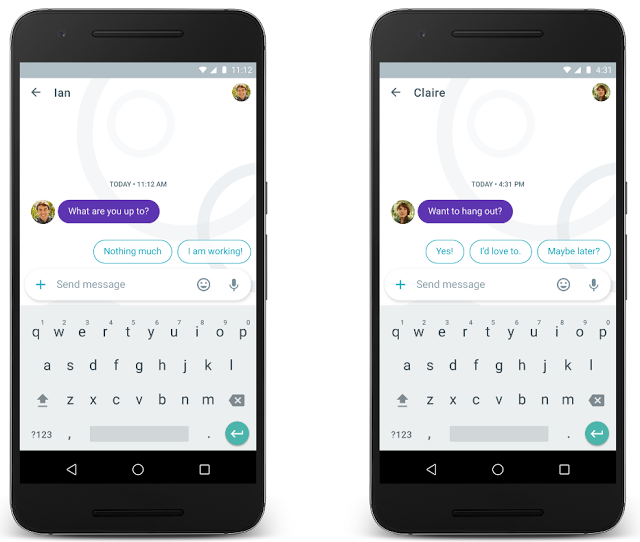 11:12
Ian
TODAY • 11:12 AM
What are you up to?
Nothing much
I am working!
Send message
1 2 3 4 5 6 7 8 9 0
q w e r t y u i o p
a s d f g h j k l
z x c v b n m
?123 , .
4:31
Claire
TODAY • 4:31 PM
Want to hang out?
Yes!
I'd love to.
Maybe later?
Send message
1 2 3 4 5 6 7 8 9 0
q w e r t y u i o p
a s d f g h j k l
z x c v b n m
?123 , .